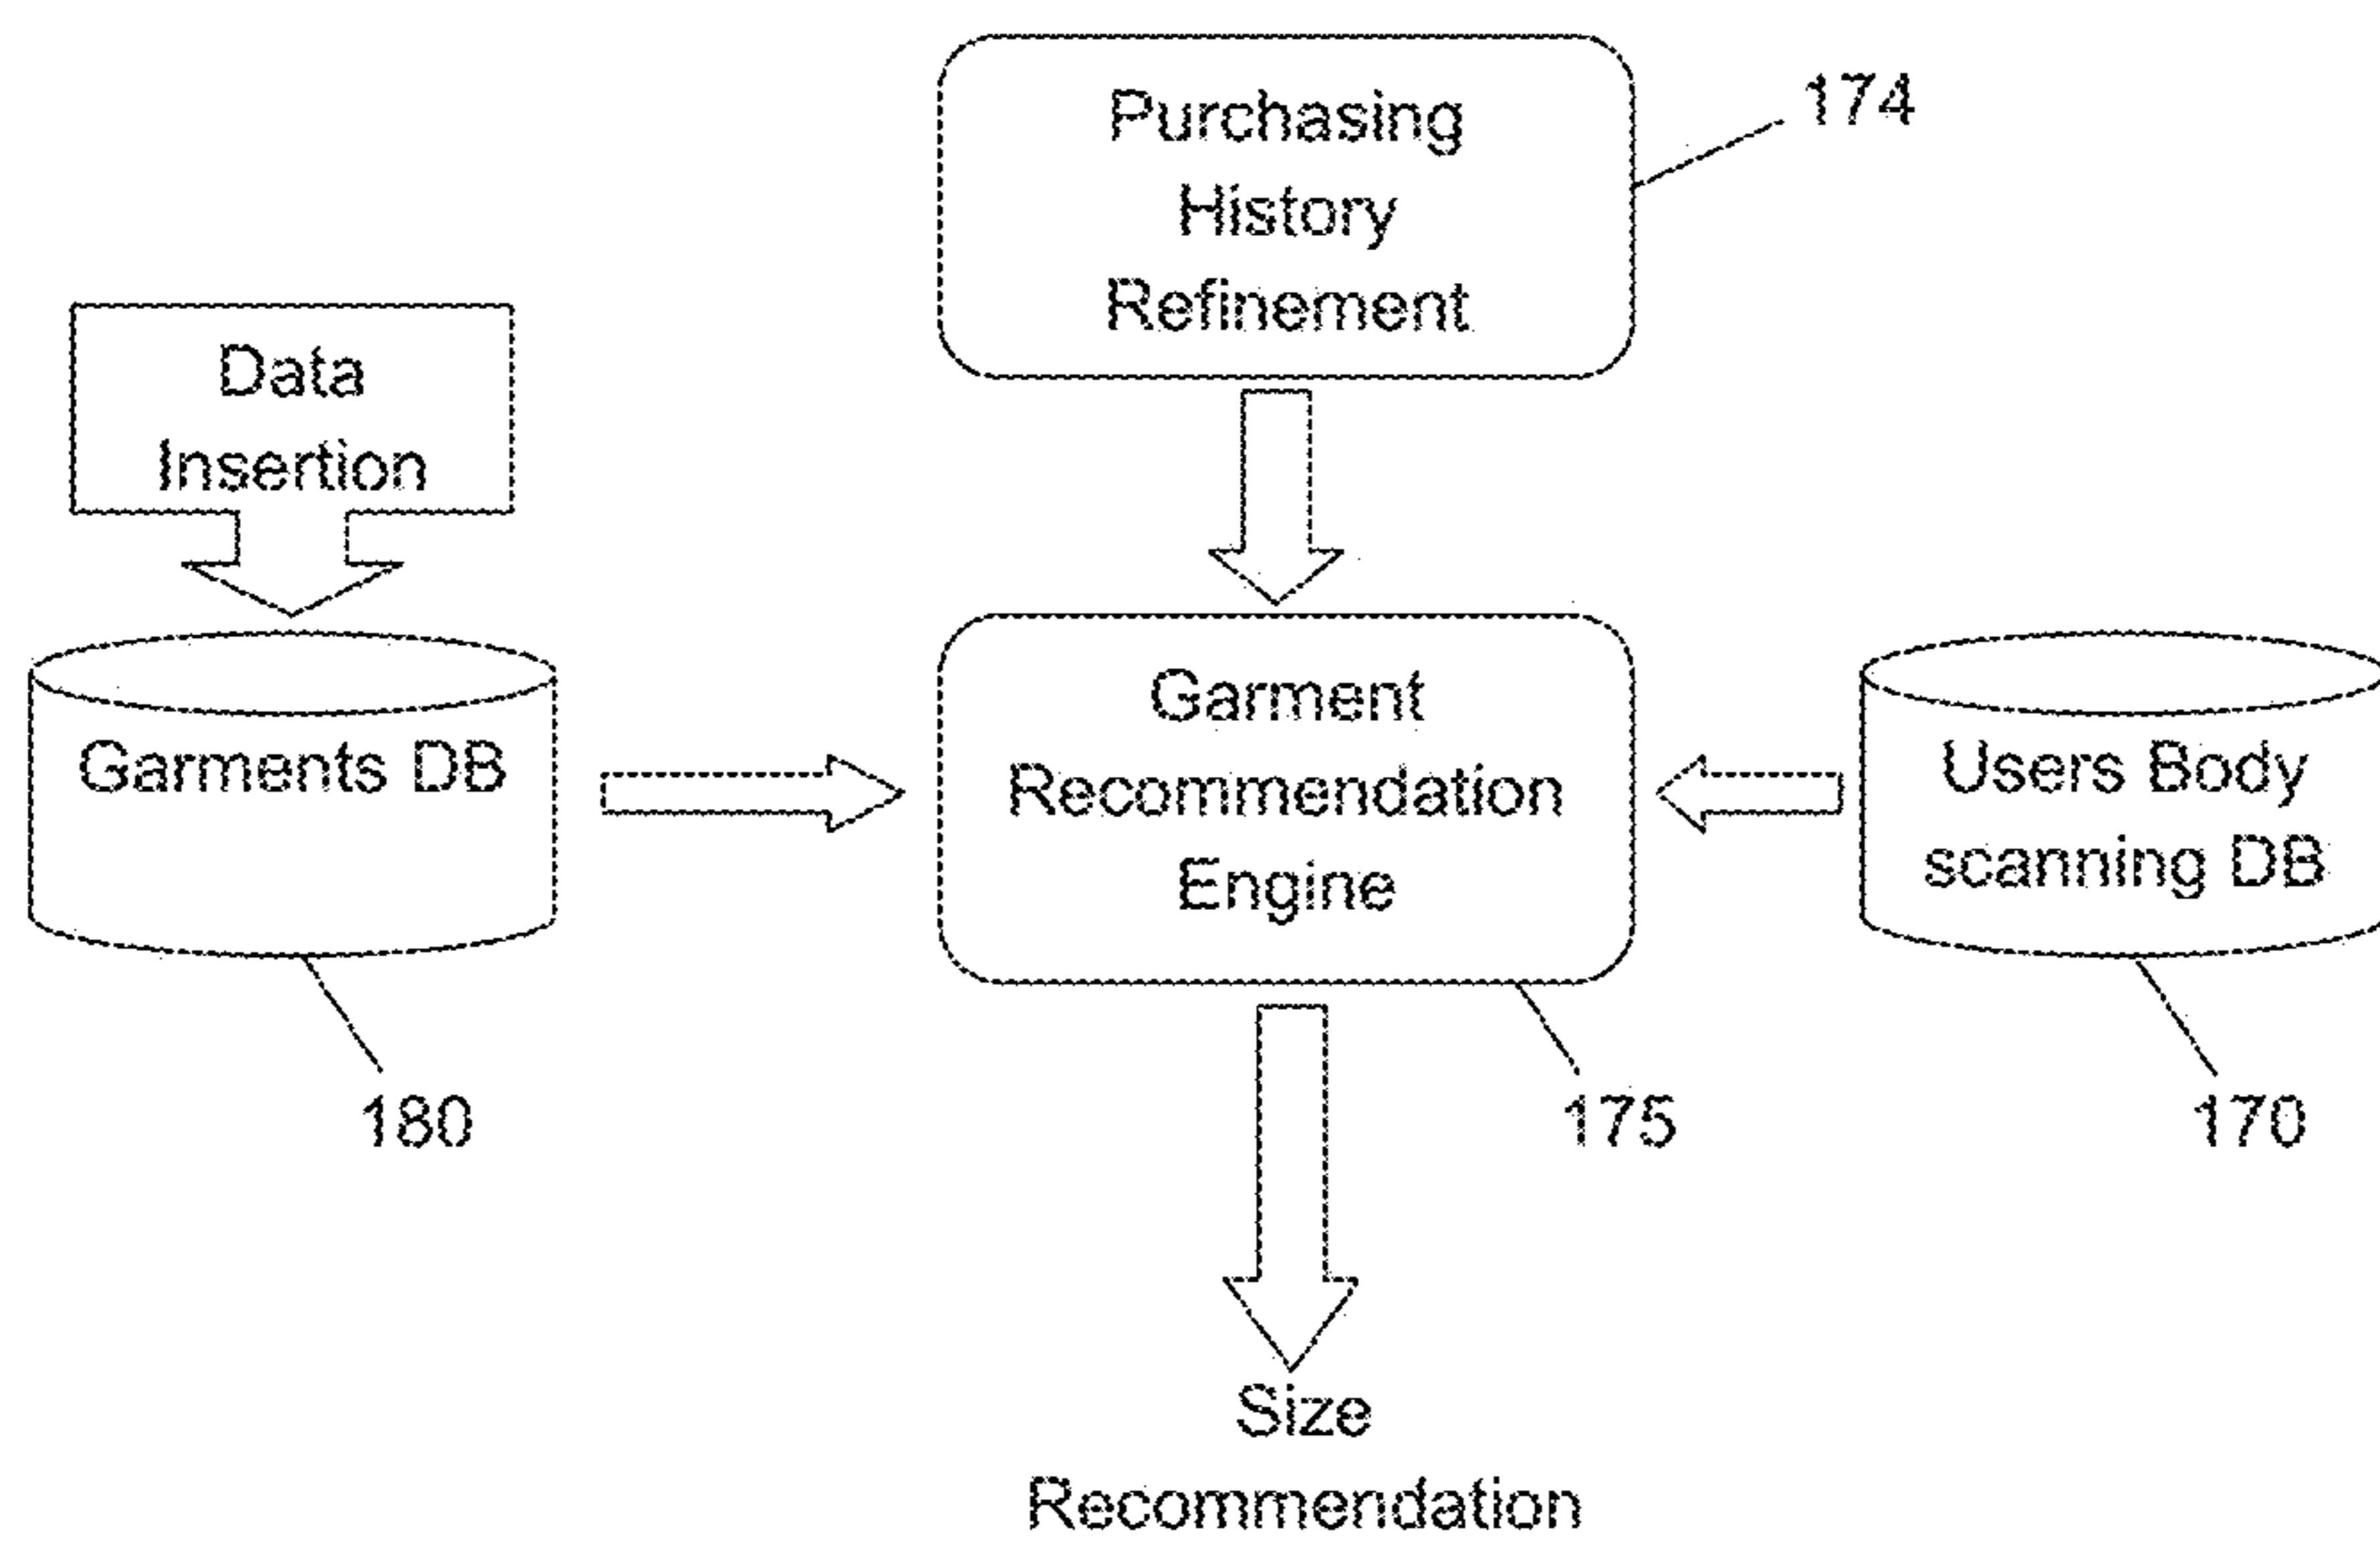 Purchasing
History
Refinement
174
Data
Insertion
Garments DB
180
Garment
Recommendation
Engine
175
Users Body
scanning DB
170
Size
Recommendation